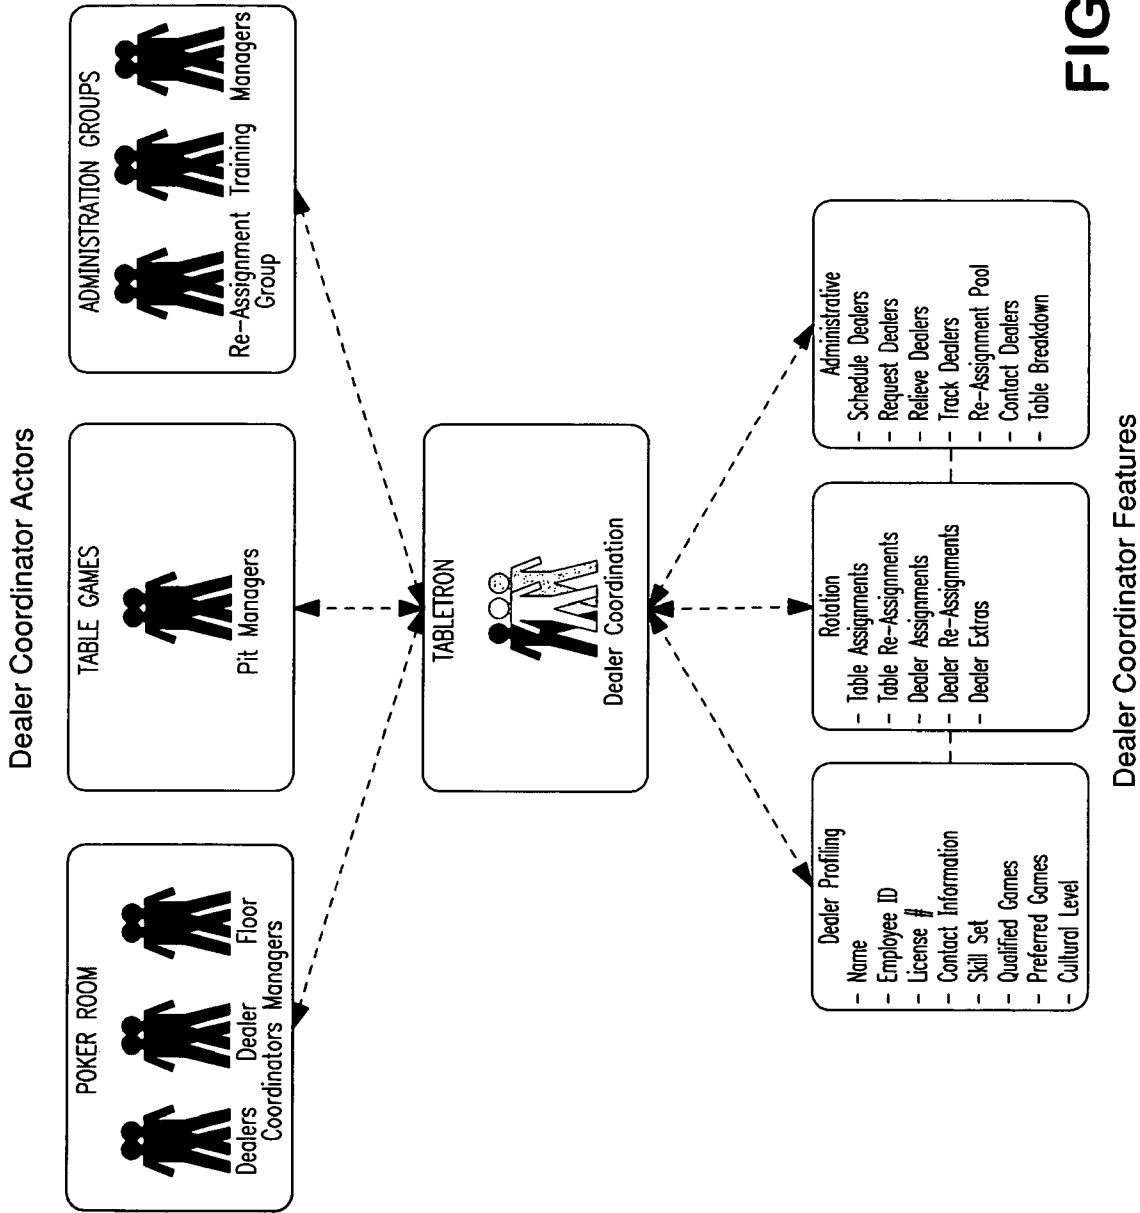 Dealer Coordinator Actors
POKER ROOM
Dealers
Dealer
Coordinators
Floor
Managers
TABLE GAMES
Pit Managers
ADMINISTRATION GROUPS
Re-Assignment
Group
Training
Managers
TABLETRON
Dealer Coordination
Dealer Profiling
- Name
- Employee ID
- License #
- Contact Information
- Skill Set
- Qualified Games
- Preferred Games
- Cultural Level
Rotation
- Table Assignments
- Table Re-Assignments
- Dealer Assignments
- Dealer Re-Assignments
- Dealer Extras
Administrative
- Schedule Dealers
- Request Dealers
- Relieve Dealers
- Track Dealers
- Re-Assignment Pool
- Contact Dealers
- Table Breakdown
Dealer Coordinator Features
FIG